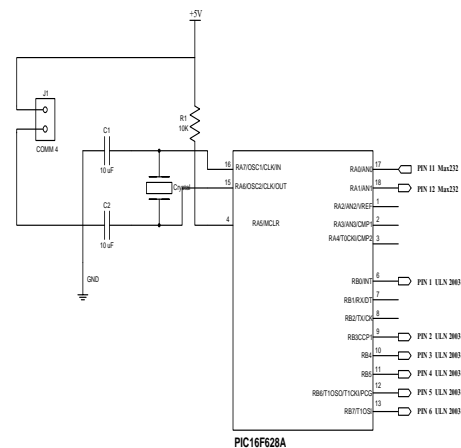 +5V
J1
COMM 4
R1
10K
C1
10 uF
Crystal
C2
10 uF
GND
16 RA7/OSC1/CLKIN
15 RA6/OSC2/CLKOUT
4 RA5/MCLR
RA0/AN0 17 PIN 11 Max232
RA1/AN1 18 PIN 12 Max232
RA2/AN2/VREF 1
RA3/AN3/CMP1 2
RA4/T0CKI/CMP2 3
RB0/INT 6 PIN 1 ULN 2003
RB1/RX/DT 7
RB2/TX/CK 8
RB3CCP1 9 PIN 2 ULN 2003
RB4 10 PIN 3 ULN 2003
RB5 11 PIN 4 ULN 2003
RB6/T1OSO/T1CKI/PCG 12 PIN 5 ULN 2003
RB7/T1OSI 13 PIN 6 ULN 2003
PIC16F628A